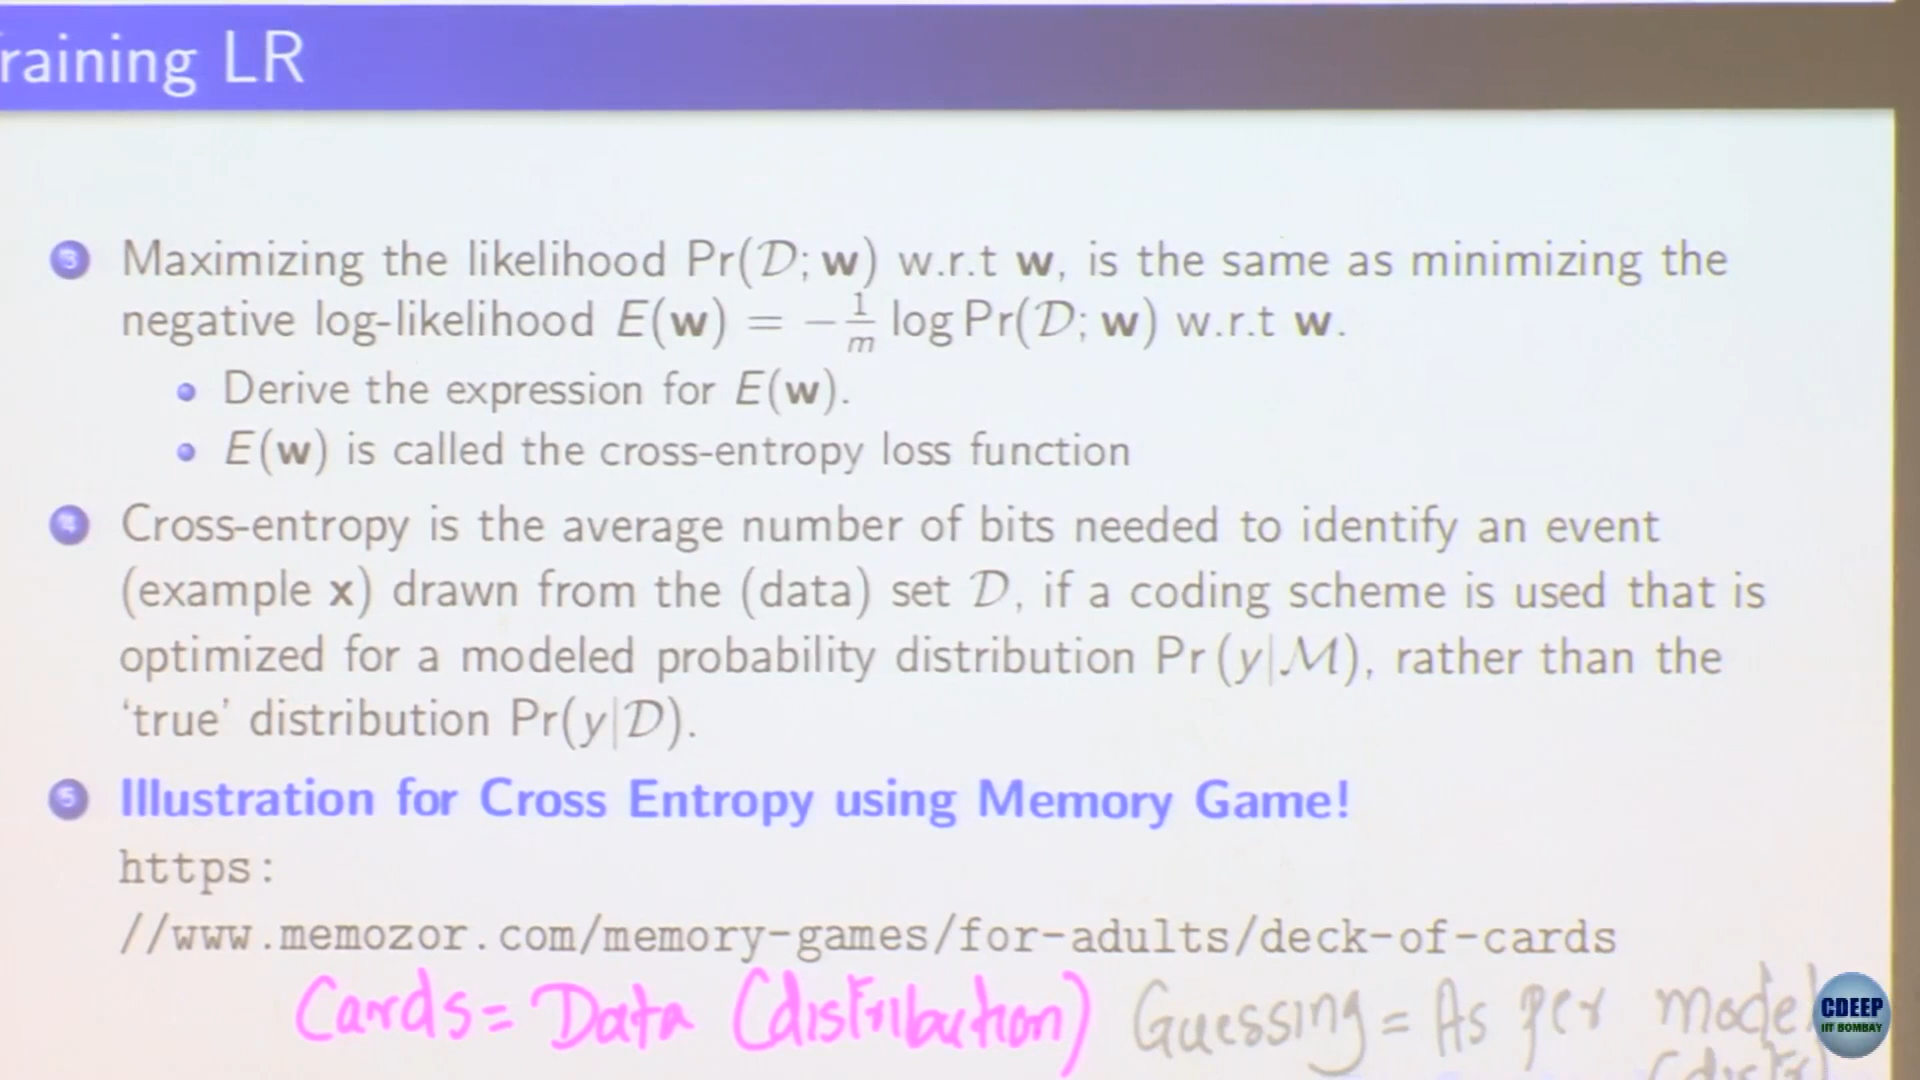 raining LR
3 Maximizing the likelihood Pr(𝒟; w) w.r.t w, is the same as minimizing the
negative log-likelihood E(w) = −1/m log Pr(𝒟; w) w.r.t w.
• Derive the expression for E(w).
• E(w) is called the cross-entropy loss function
4 Cross-entropy is the average number of bits needed to identify an event
(example x) drawn from the (data) set 𝒟, if a coding scheme is used that is
optimized for a modeled probability distribution Pr(y|ℳ), rather than the
‘true’ distribution Pr(y|𝒟).
5 Illustration for Cross Entropy using Memory Game!
https:
//www.memozor.com/memory-games/for-adults/deck-of-cards
Cards = Data (distribution) Guessing = As per model
(distr
CDEEP
IIT BOMBAY